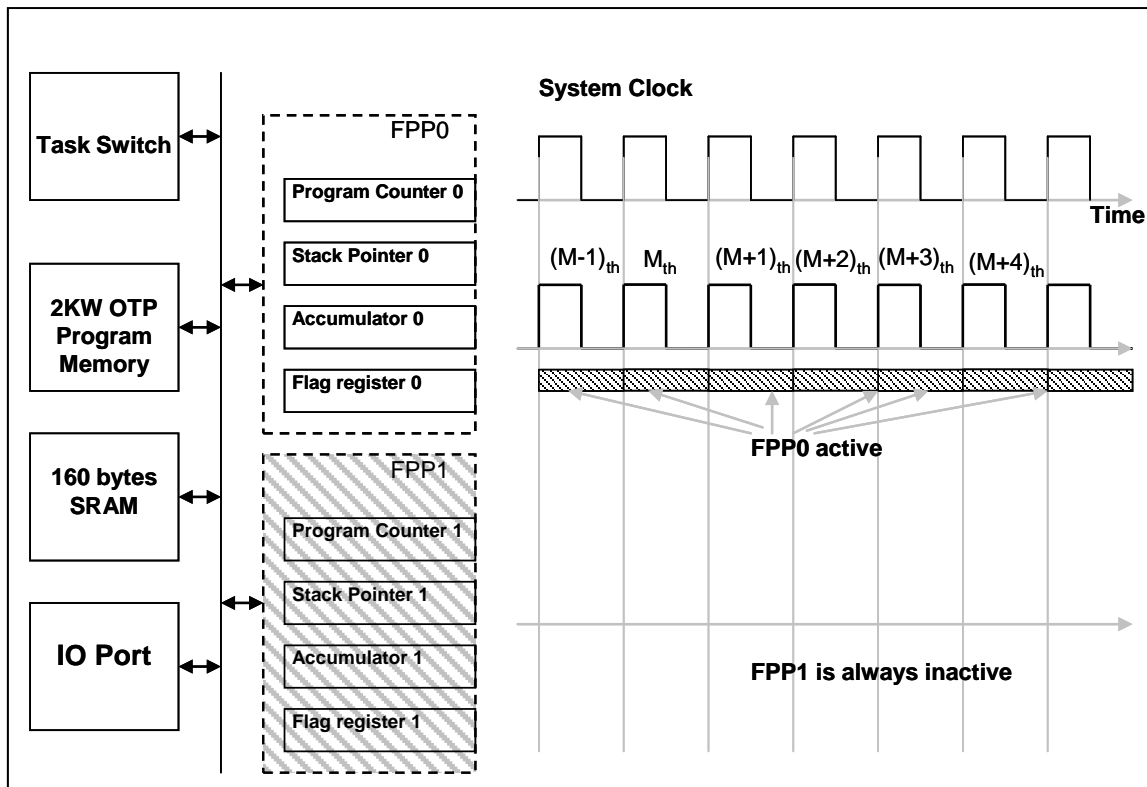 Task Switch
2KW OTP
Program
Memory
160 bytes
SRAM
IO Port
FPP0
Program Counter 0
Stack Pointer 0
Accumulator 0
Flag register 0
FPP1
Program Counter 1
Stack Pointer 1
Accumulator 1
Flag register 1
System Clock
Time
(M-1)th Mth (M+1)th (M+2)th (M+3)th (M+4)th
FPP0 active
FPP1 is always inactive